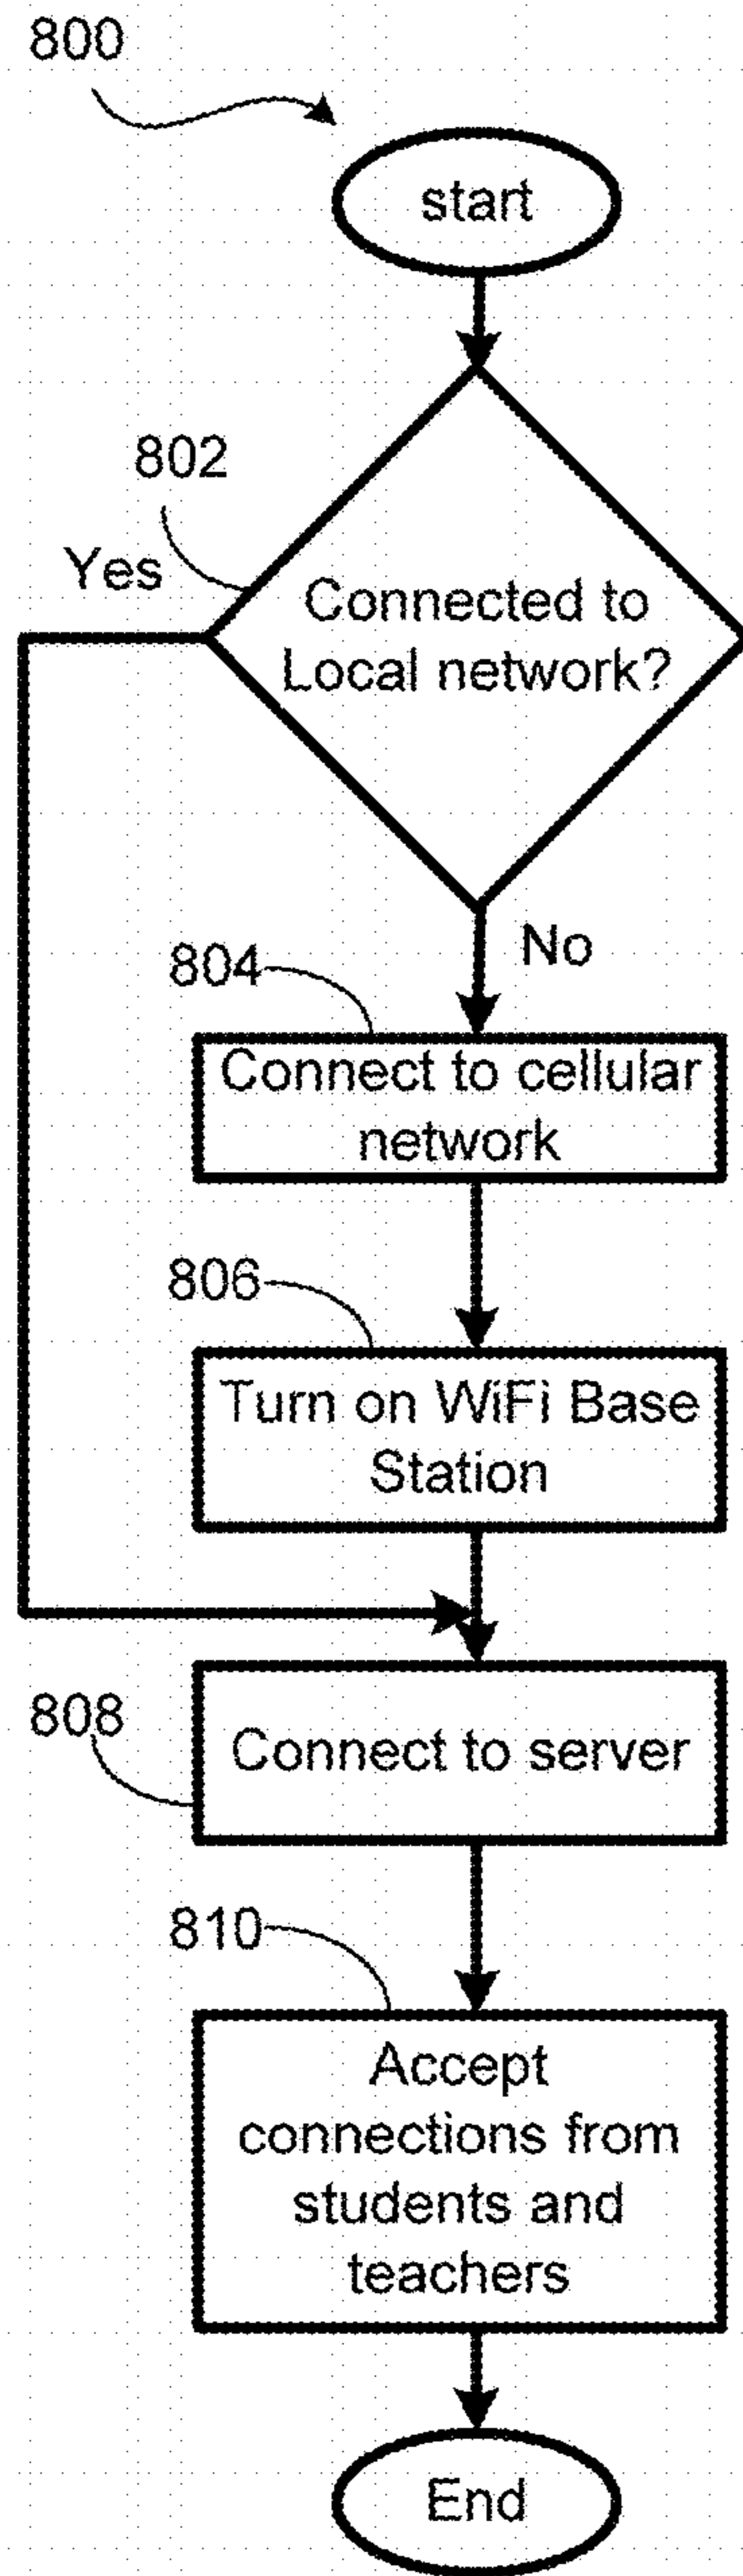 800
start
802
Yes
Connected to
Local network?
No
804
Connect to cellular
network
806
Turn on WiFi Base
Station
808
Connect to server
810
Accept
connections from
students and
teachers
End